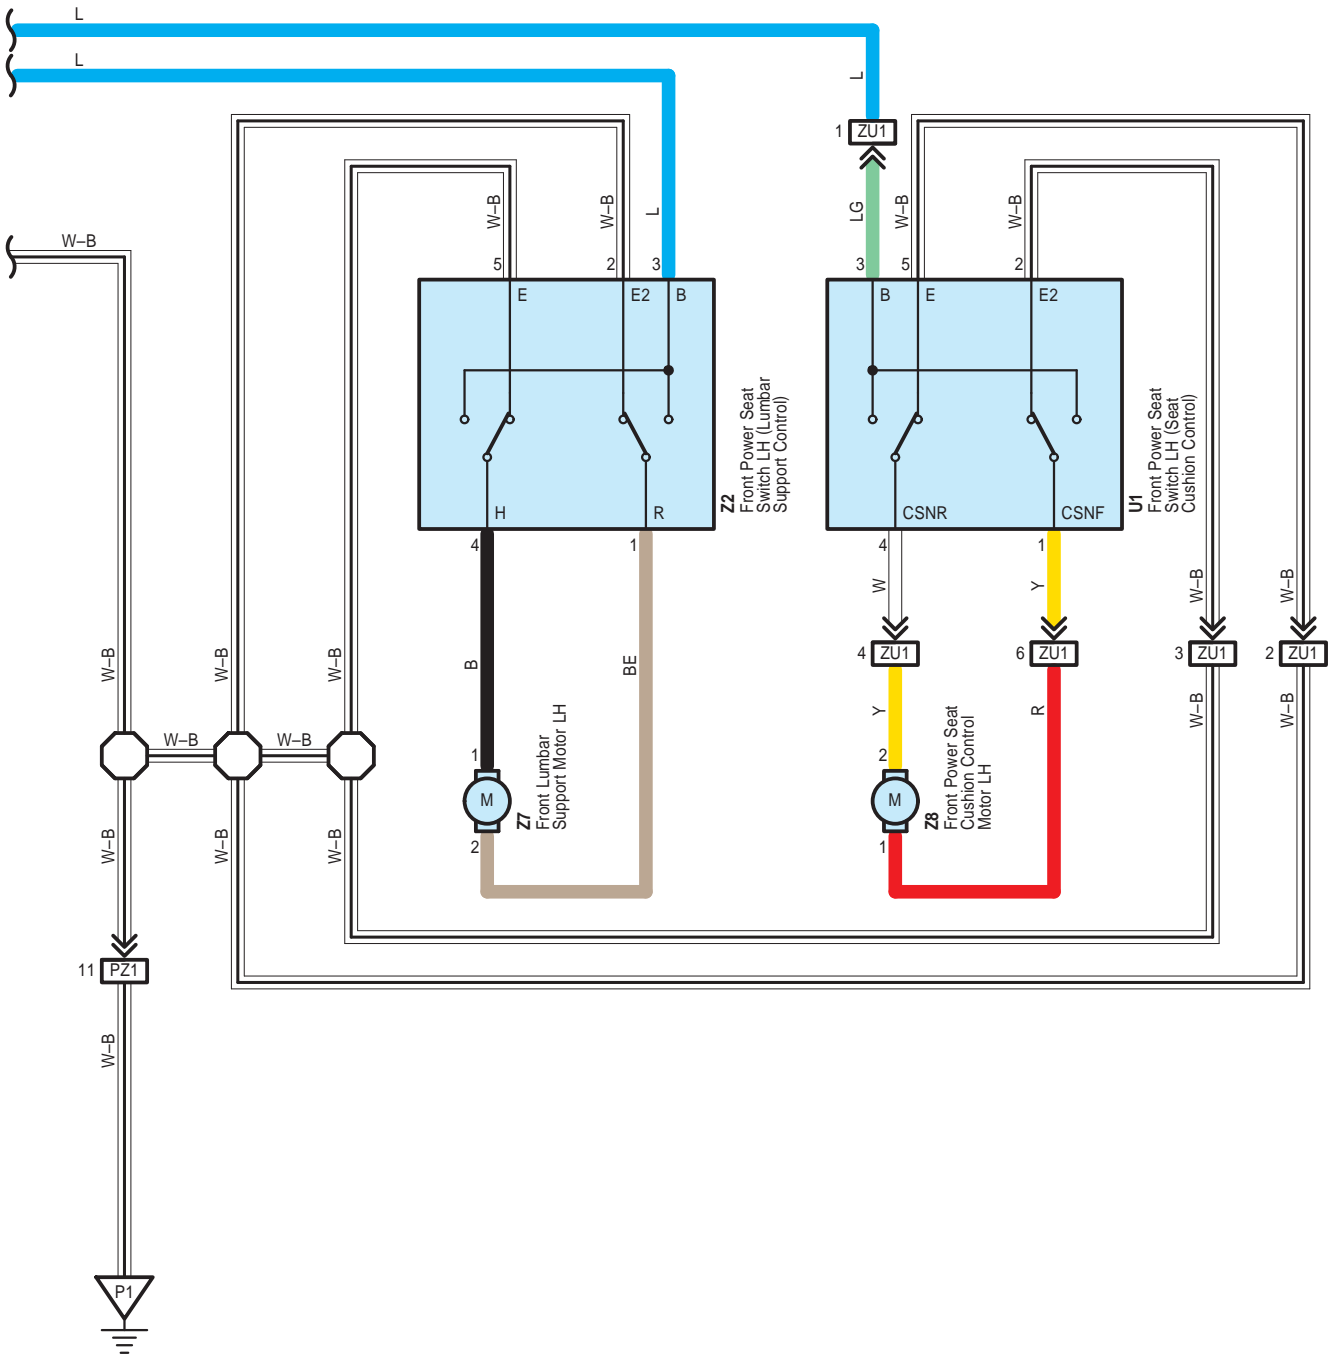 L
L
L
1 ZU1
W–B
LG
W–B
W–B
L
W–B
W–B
5
2
3
3
5
2
E
E2
B
B
E
E2
Z2
Front Power Seat
Switch LH (Lumbar
Support Control)
U1
Front Power Seat
Switch LH (Seat
Cushion Control)
H
R
CSNR
CSNF
4
1
4
1
W
Y
W–B
W–B
4 ZU1
6 ZU1
3 ZU1
2 ZU1
W–B
W–B
W–B
B
BE
Y
R
W–B
W–B
W–B
W–B
1
2
M
Z7
Front Lumbar
Support Motor LH
M
Z8
Front Power Seat
Cushion Control
Motor LH
2
1
W–B
W–B
W–B
11 PZ1
W–B
P1